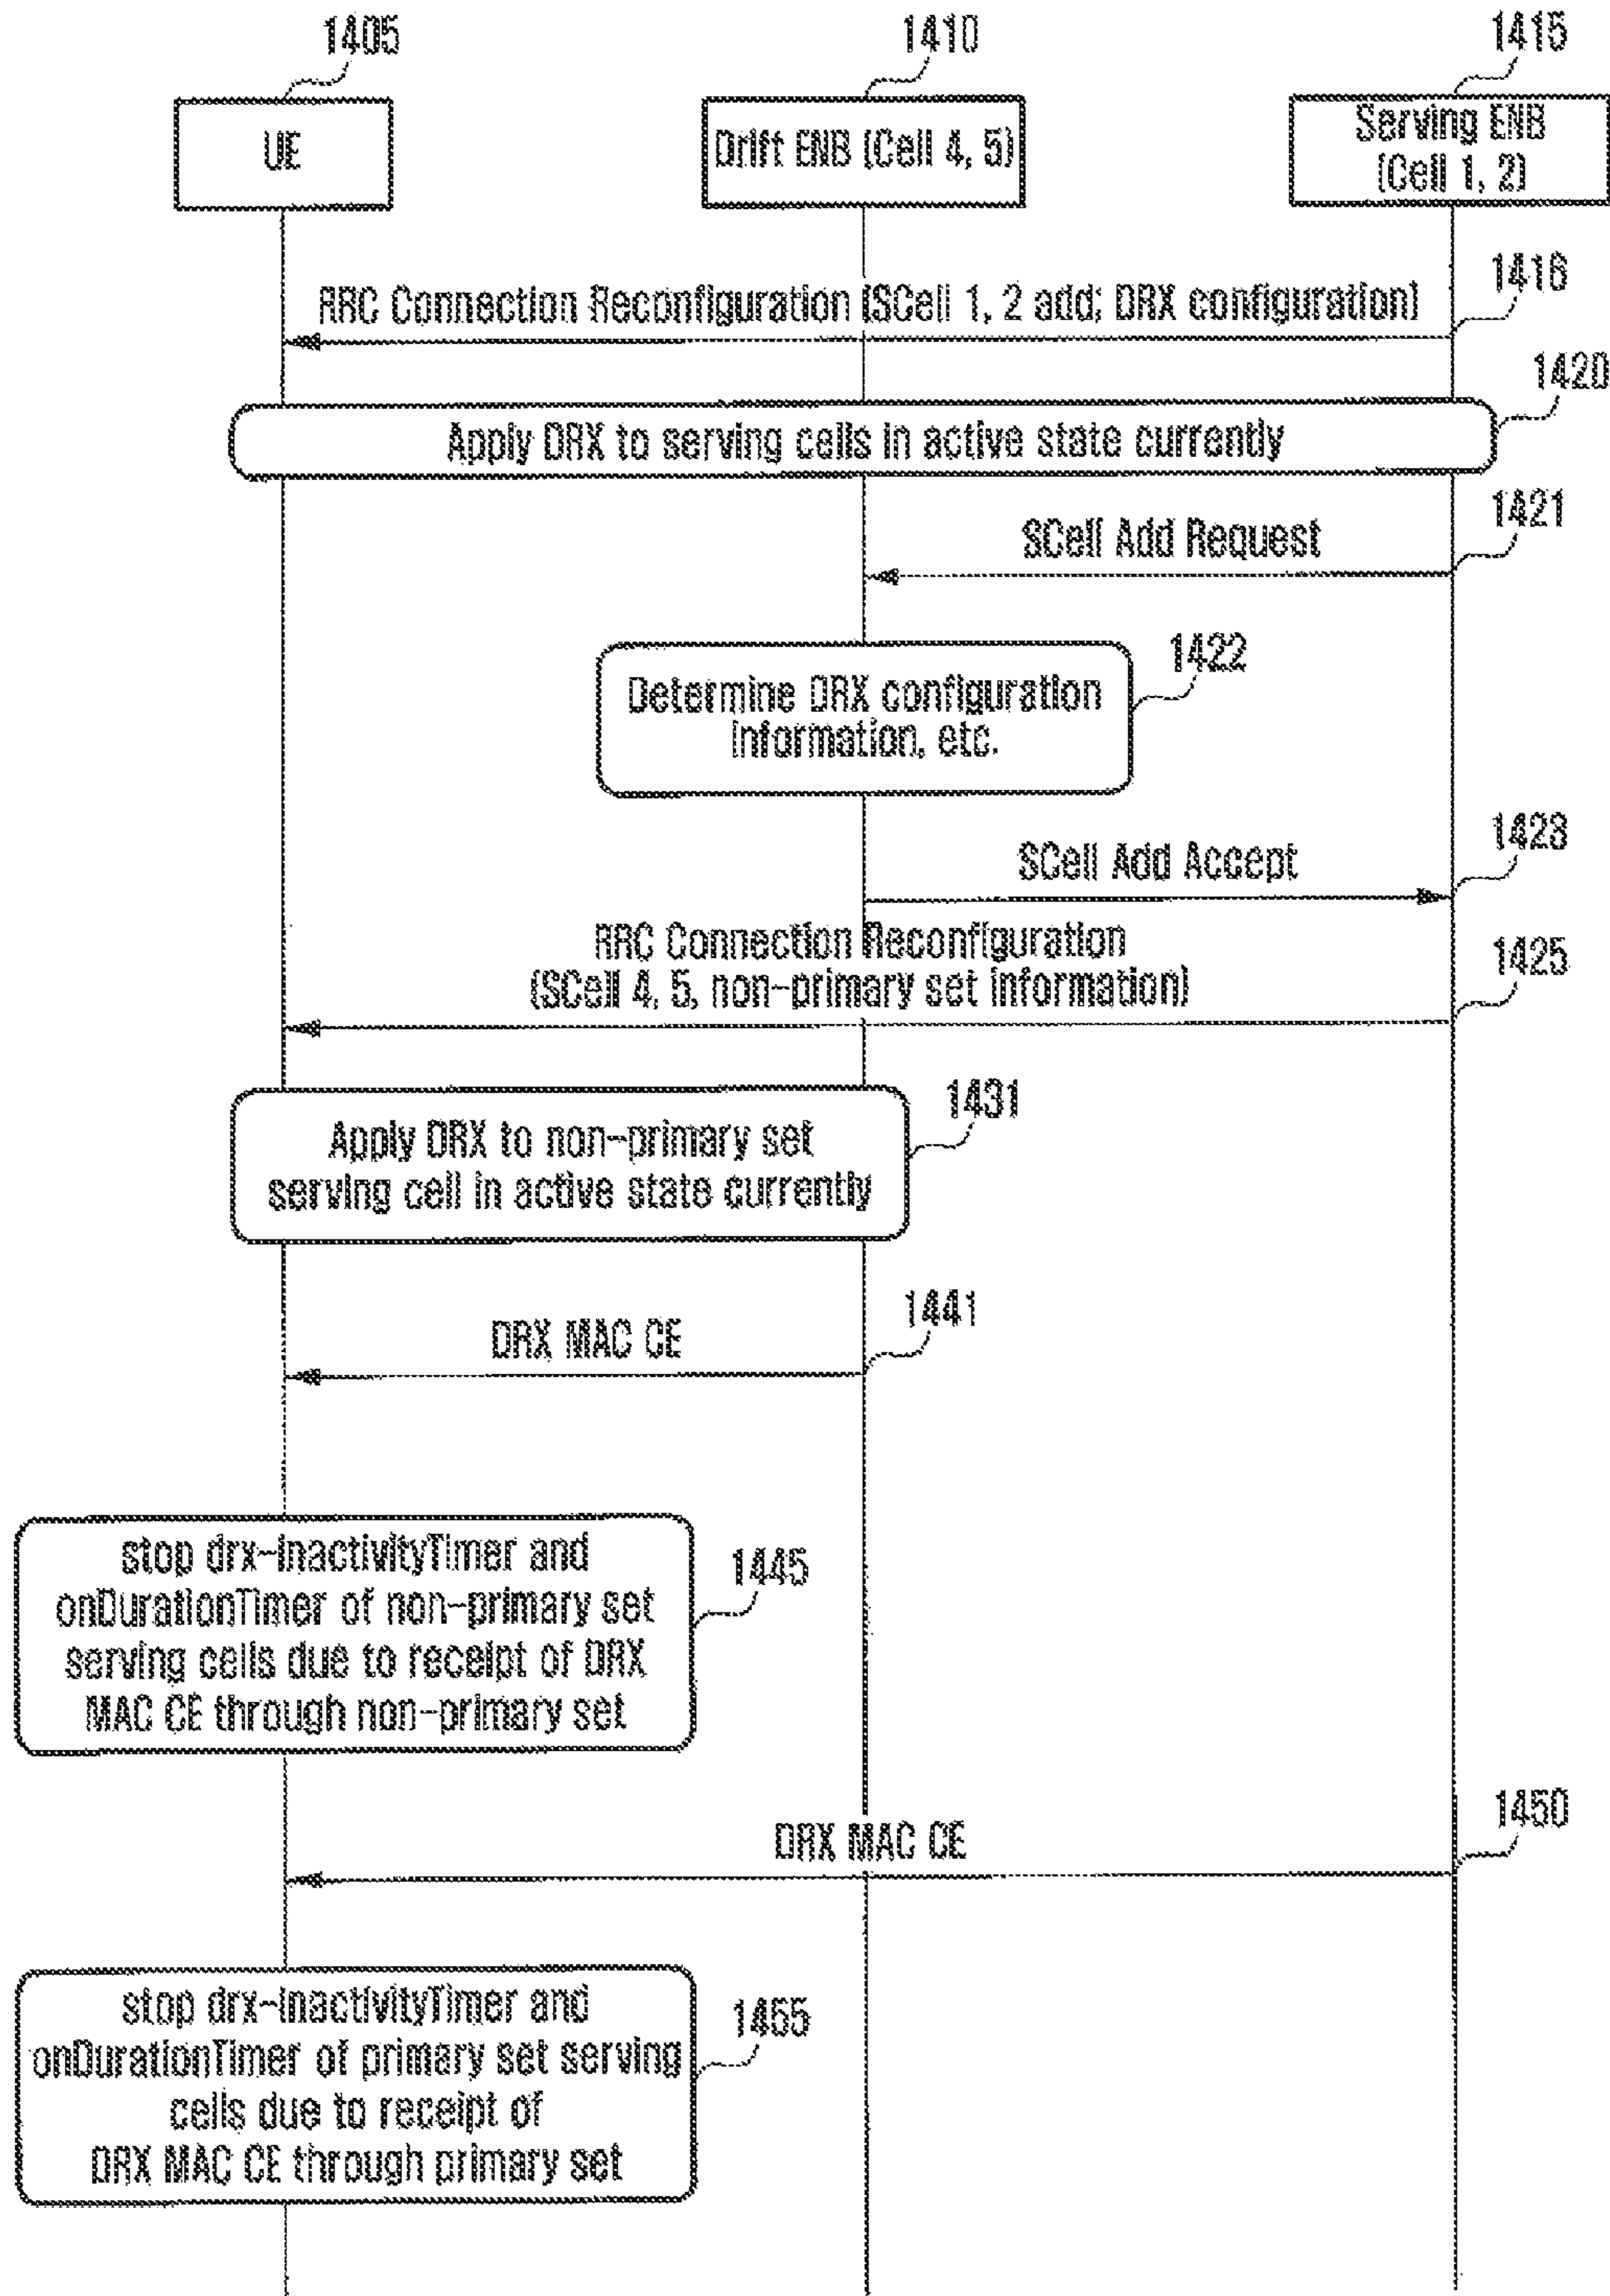 1405
1410
1415
UE
Drift ENB (Cell 4, 5)
Serving ENB
(Cell 1, 2)
1416
RRC Connection Reconfiguration (SCell 1, 2 add; DRX configuration)
1420
Apply DRX to serving cells in active state currently
1421
SCell Add Request
1422
Determine DRX configuration
information, etc.
1423
SCell Add Accept
RRC Connection Reconfiguration
(SCell 4, 5, non-primary set information)
1425
1431
Apply DRX to non-primary set
serving cell in active state currently
1441
DRX MAC CE
stop drx-InactivityTimer and
onDurationTimer of non-primary set
serving cells due to receipt of DRX
MAC CE through non-primary set
1445
1450
DRX MAC CE
stop drx-InactivityTimer and
onDurationTimer of primary set serving
cells due to receipt of
DRX MAC CE through primary set
1455